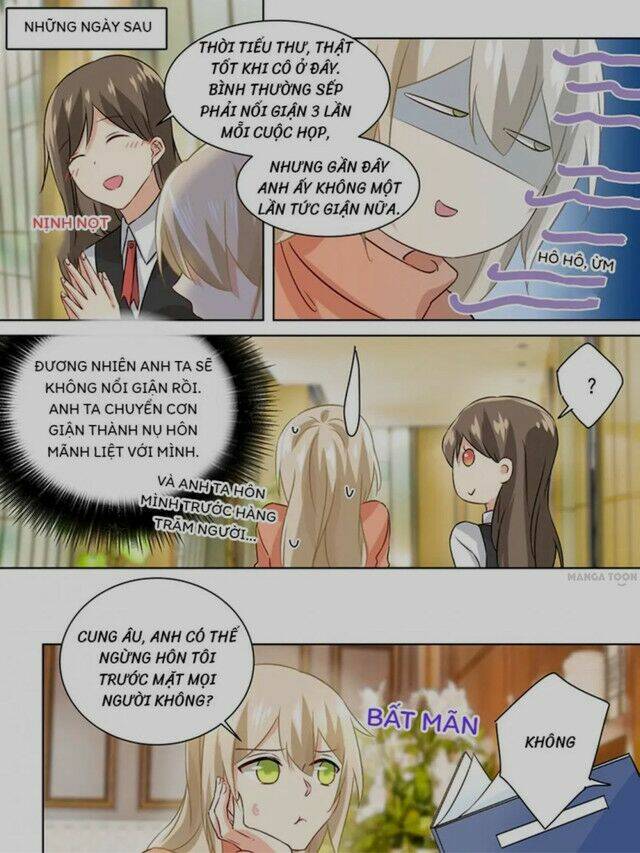 NHỮNG NGÀY SAU
THỜI TIẾU THƯ, THẬT
TỐT KHI CÔ Ở ĐÂY.
BÌNH THƯỜNG SẾP
PHẢI NỔI GIẬN 3 LẦN
MỖI CUỘC HỌP,
NHƯNG GẦN ĐÂY
ANH ẤY KHÔNG MỘT
LẦN TỨC GIẬN NỮA.
NỊNH NỌT
HÔ HÔ, ỪM
ĐƯƠNG NHIÊN ANH TA SẼ
KHÔNG NỔI GIẬN RỒI.
ANH TA CHUYỂN CƠN
GIẬN THÀNH NỤ HÔN
MÃNH LIỆT VỚI MÌNH.
VÀ ANH TA HÔN
MÌNH TRƯỚC HÀNG
TRĂM NGƯỜI...
?
MANGA TOON
CUNG ÂU, ANH CÓ THỂ
NGỪNG HÔN TÔI
TRƯỚC MẶT MỌI
NGƯỜI KHÔNG?
BẤT MÃN
KHÔNG